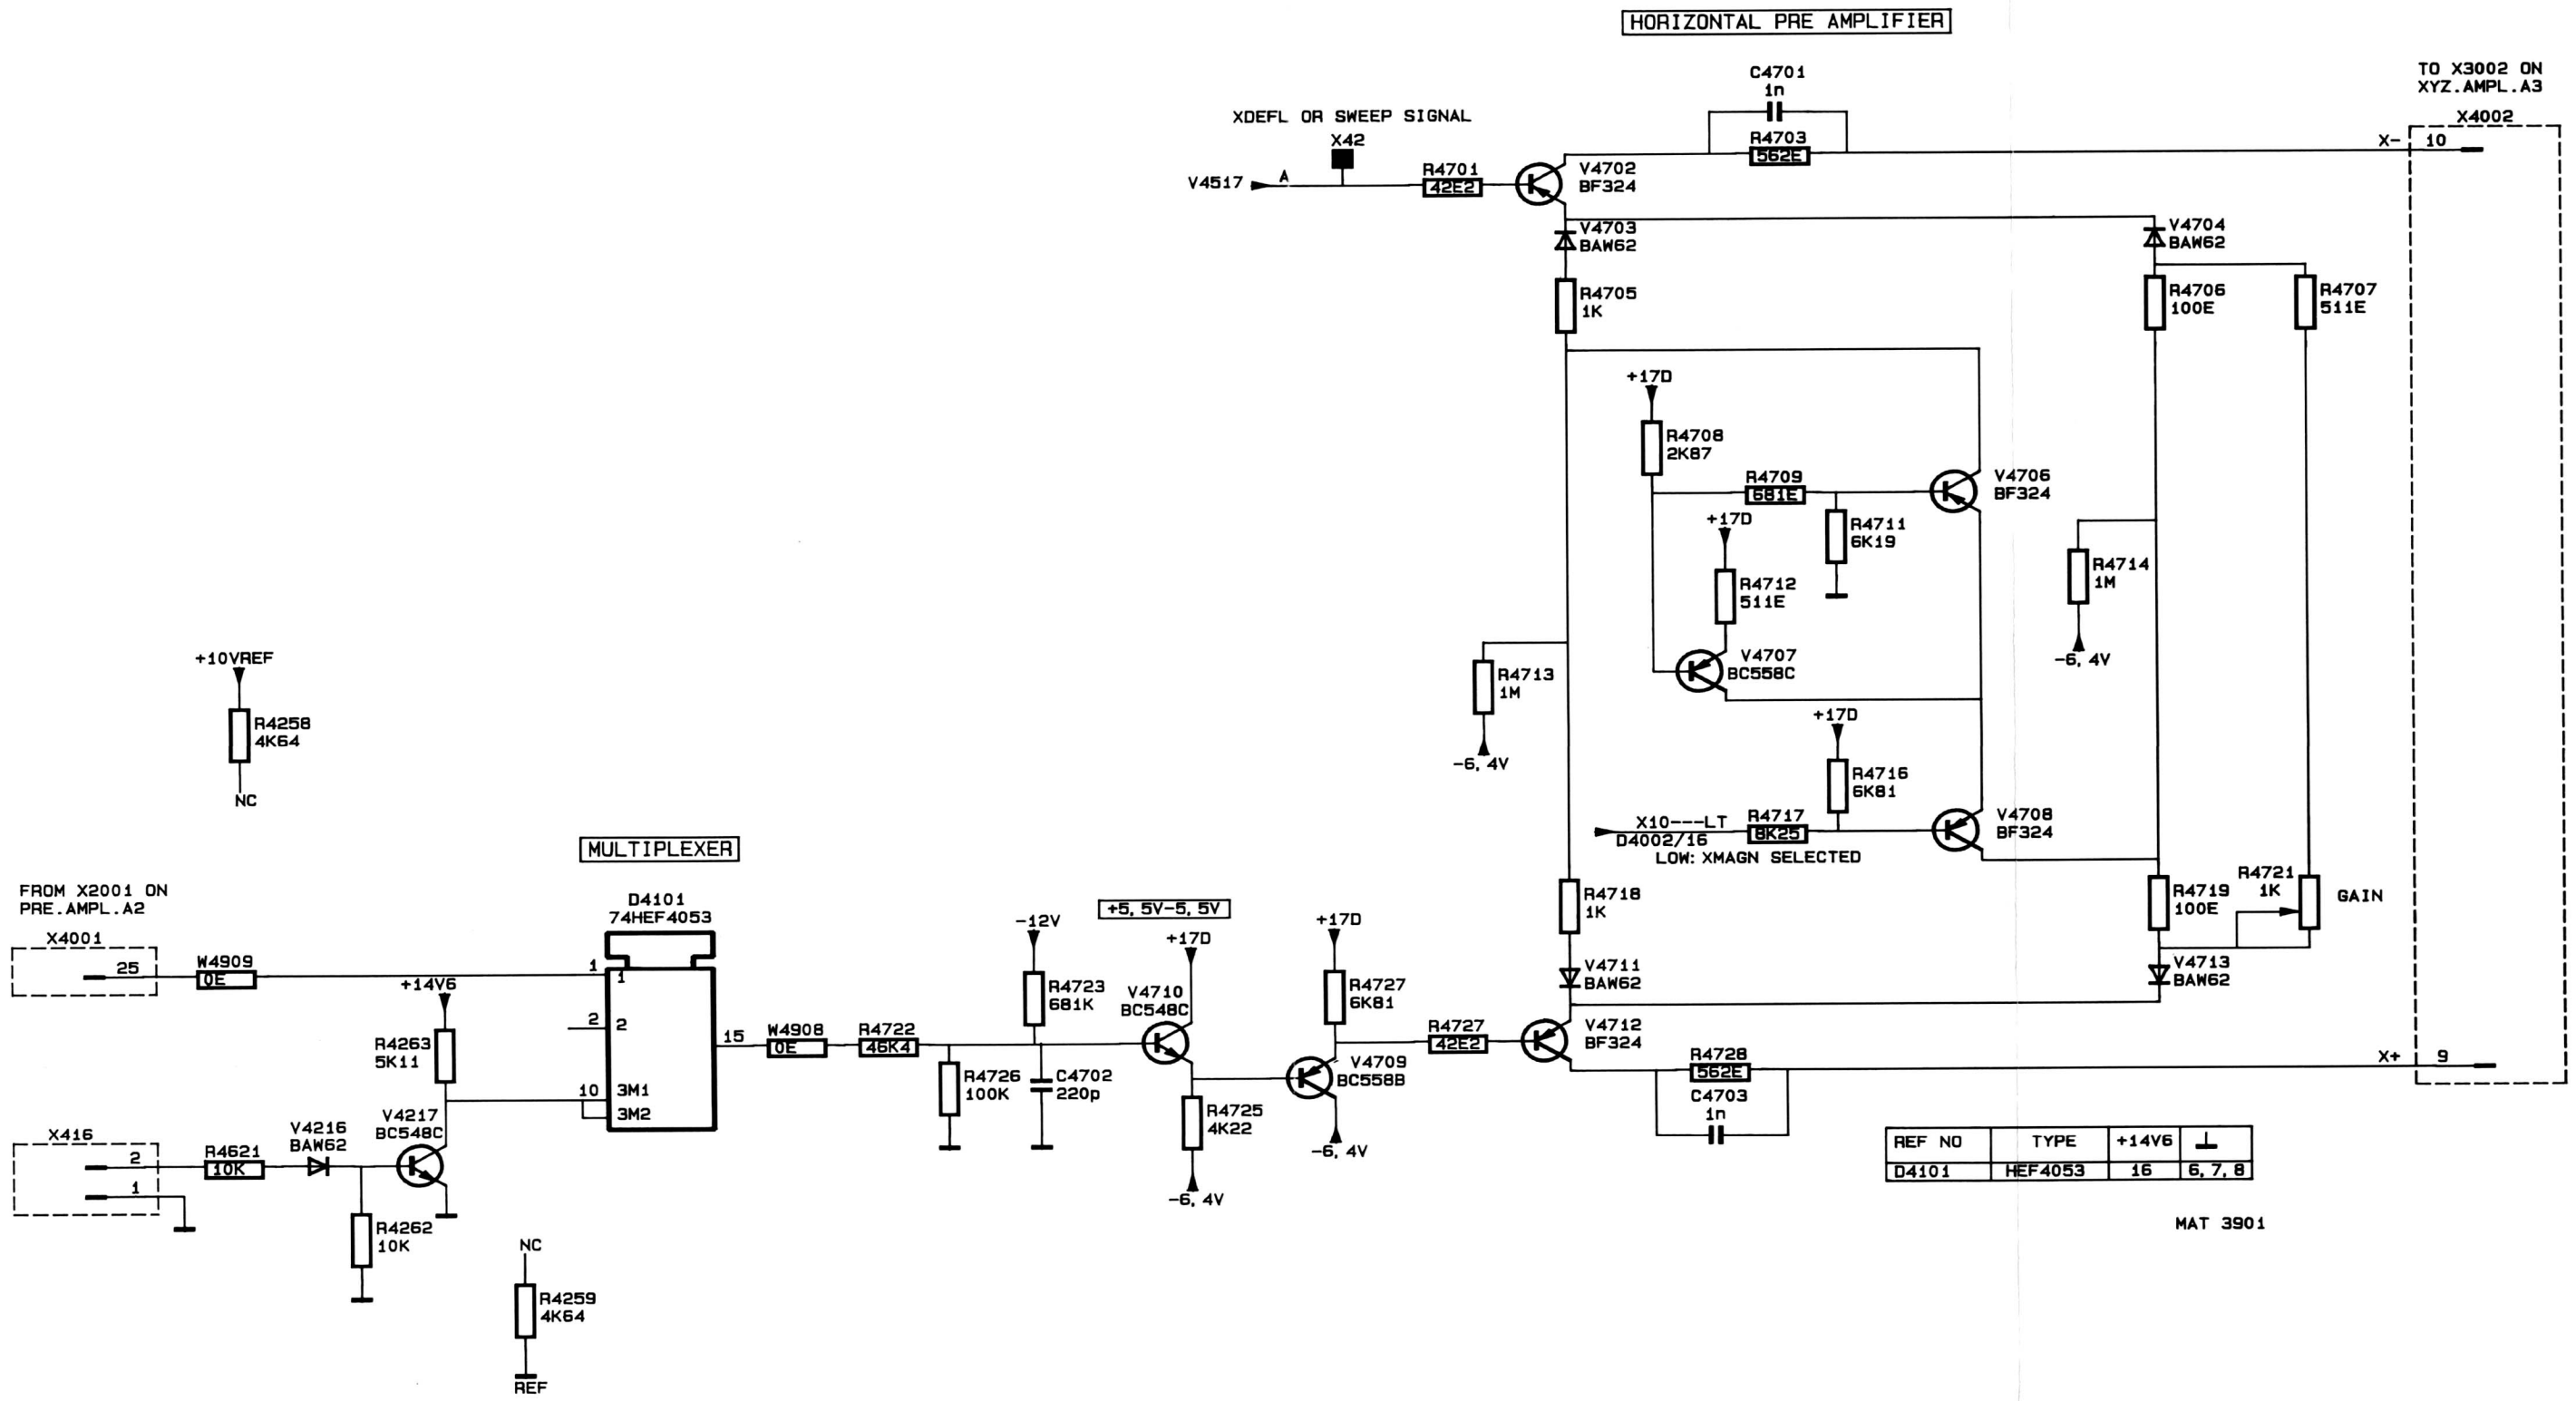 HORIZONTAL PRE AMPLIFIER
TO X3002 ON
XYZ.AMPL.A3
X4002
C4701
1n
XDEFL OR SWEEP SIGNAL
X42
R4703
562E
X-
10
V4517
A
R4701
42E2
V4702
BF324
V4703
BAW62
V4704
BAW62
R4705
1K
R4706
100E
R4707
511E
+17D
R4708
2K87
R4709
681E
V4706
BF324
+17D
R4711
6K19
R4712
511E
R4714
1M
-6,4V
V4707
BC558C
R4713
1M
-6,4V
+17D
R4716
6K81
X10---LT
D4002/16
R4717
8K25
LOW: XMAGN SELECTED
V4708
BF324
+10VREF
R4258
4K64
NC
MULTIPLEXER
FROM X2001 ON
PRE.AMPL.A2
X4001
25
W4909
0E
D4101
74HEF4053
1
1
2
2
15
10
3M1
3M2
+14V6
R4263
5K11
V4217
BC548C
V4216
BAW62
X416
2
1
R4621
10K
R4262
10K
NC
R4259
4K64
REF
W4908
0E
R4722
46K4
-12V
R4723
681K
R4726
100K
C4702
220p
+5,5V-5,5V
+17D
V4710
BC548C
R4725
4K22
-6,4V
+17D
R4727
6K81
V4709
BC558B
-6,4V
R4727
42E2
V4712
BF324
R4718
1K
V4711
BAW62
R4719
100E
R4721
1K
GAIN
V4713
BAW62
R4728
562E
C4703
1n
X+
9
REF NO TYPE +14V6 ⊥
D4101 HEF4053 16 6,7,8
MAT 3901